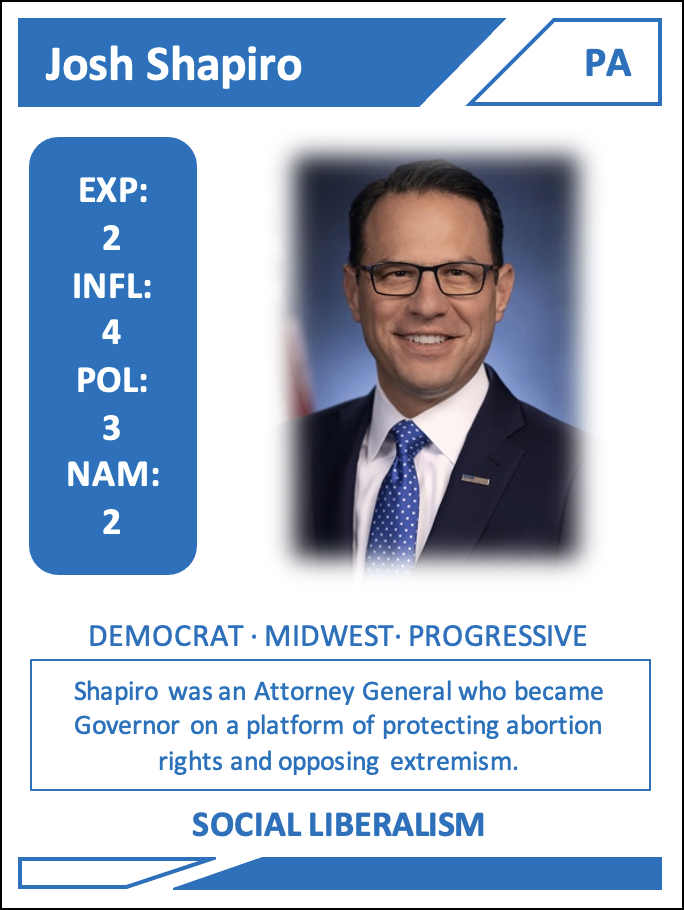 Josh Shapiro
PA
EXP:
2
INFL:
4
POL:
3
NAM:
2
DEMOCRAT · MIDWEST· PROGRESSIVE
Shapiro was an Attorney General who became
Governor on a platform of protecting abortion
rights and opposing extremism.
SOCIAL LIBERALISM